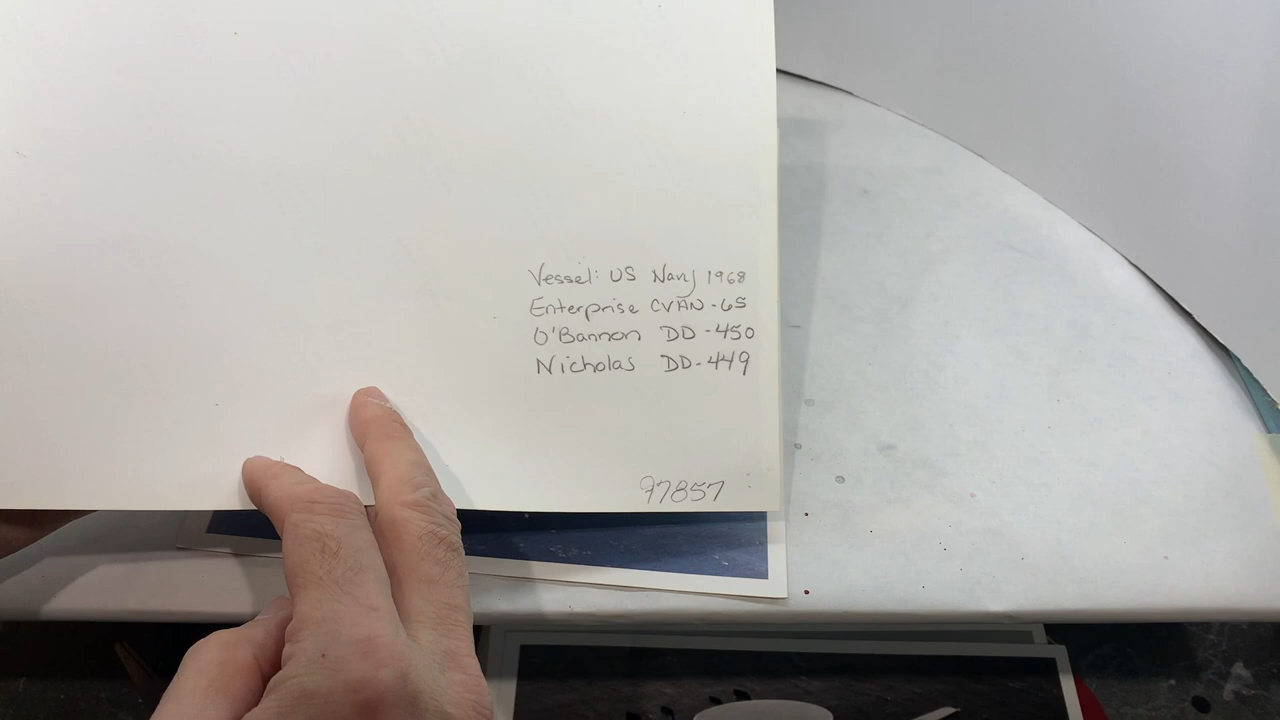 Vessel: US Navy 1968
Enterprise CVAN-65
O'Bannon DD-450
Nicholas DD-449
97857